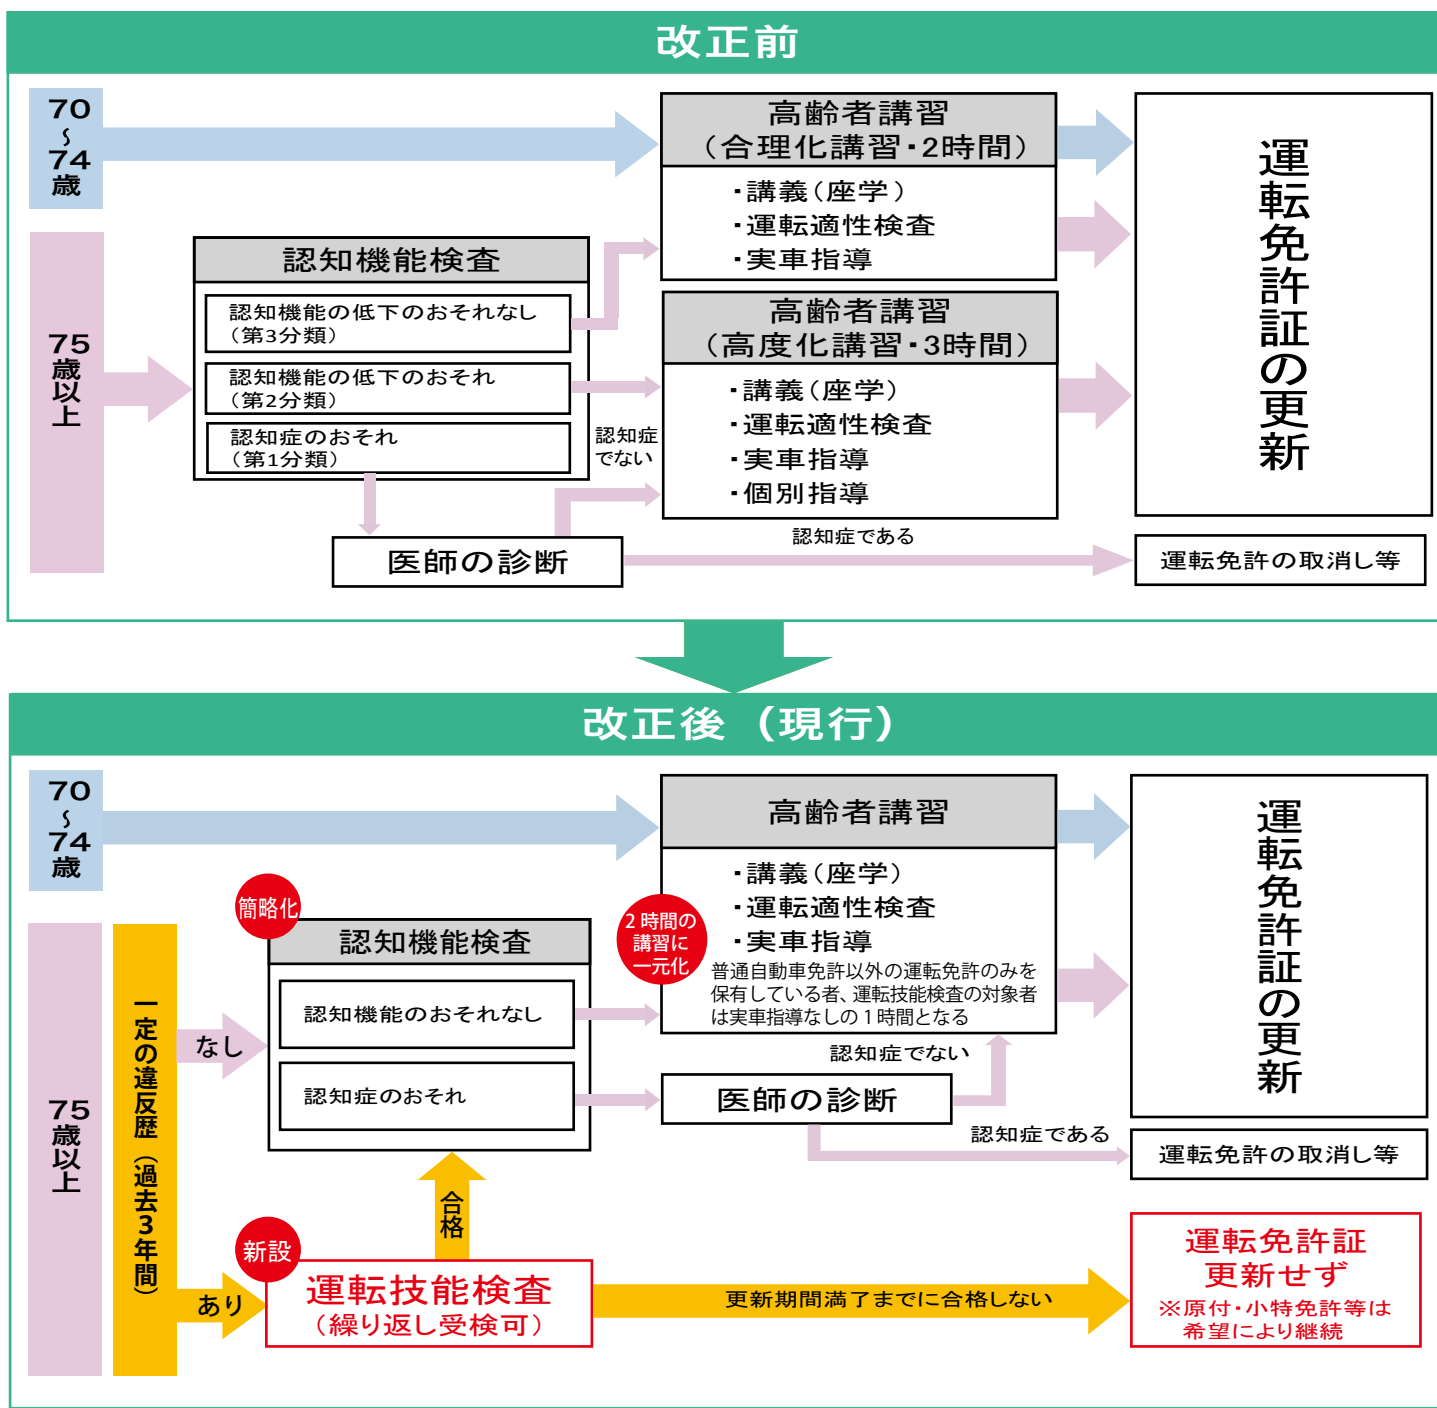 改正前
70
〜
74
歳
高齢者講習
（合理化講習・2時間）
・講義（座学）
・運転適性検査
・実車指導
75
歳
以
上
認知機能検査
認知機能の低下のおそれなし
（第3分類）
認知機能の低下のおそれ
（第2分類）
認知症のおそれ
（第1分類）
高齢者講習
（高度化講習・3時間）
・講義（座学）
・運転適性検査
・実車指導
・個別指導
認知症
でない
医師の診断
認知症である
運転免許証の更新
運転免許の取消し等
改正後（現行）
70
〜
74
歳
高齢者講習
・講義（座学）
・運転適性検査
・実車指導
普通自動車免許以外の運転免許のみを
保有している者、運転技能検査の対象者
は実車指導なしの1時間となる
2時間の
講習に
一元化
75
歳
以
上
一定の違反歴（過去3年間）
なし
あり
簡略化
認知機能検査
認知機能のおそれなし
認知症のおそれ
認知症でない
医師の診断
認知症である
運転免許証の更新
運転免許の取消し等
合格
新設
運転技能検査
（繰り返し受検可）
更新期間満了までに合格しない
運転免許証
更新せず
※原付・小特免許等は
希望により継続